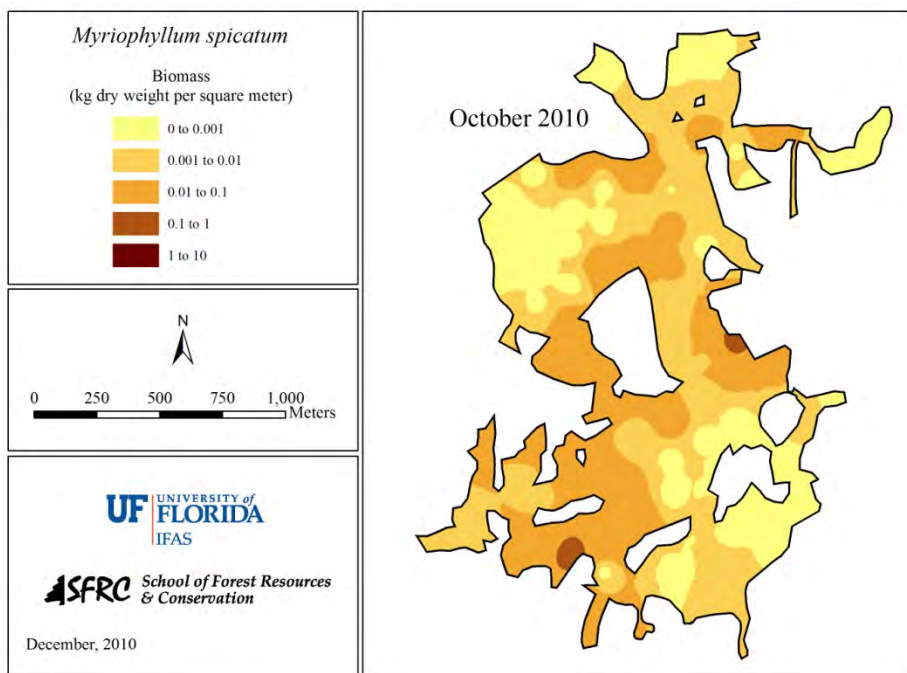 Myriophyllum spicatum
Biomass
(kg dry weight per square meter)
0 to 0.001
0.001 to 0.01
0.01 to 0.1
0.1 to 1
1 to 10
October 2010
N
0 250 500 750 1,000
Meters
UF UNIVERSITY of
FLORIDA
IFAS
SFRC School of Forest Resources
& Conservation
December, 2010